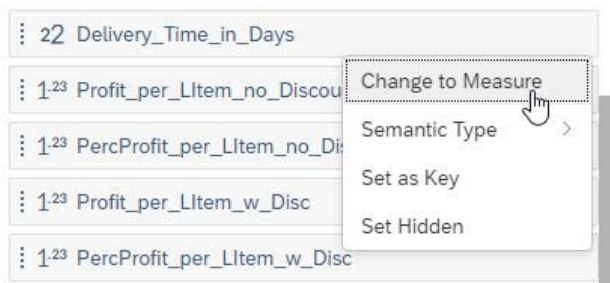 22 Delivery_Time_in_Days
1.23 Profit_per_LItem_no_Discou
Change to Measure
1.23 PercProfit_per_LItem_no_Dis
Semantic Type
Set as Key
1.23 Profit_per_LItem_w_Disc
Set Hidden
1.23 PercProfit_per_LItem_w_Disc